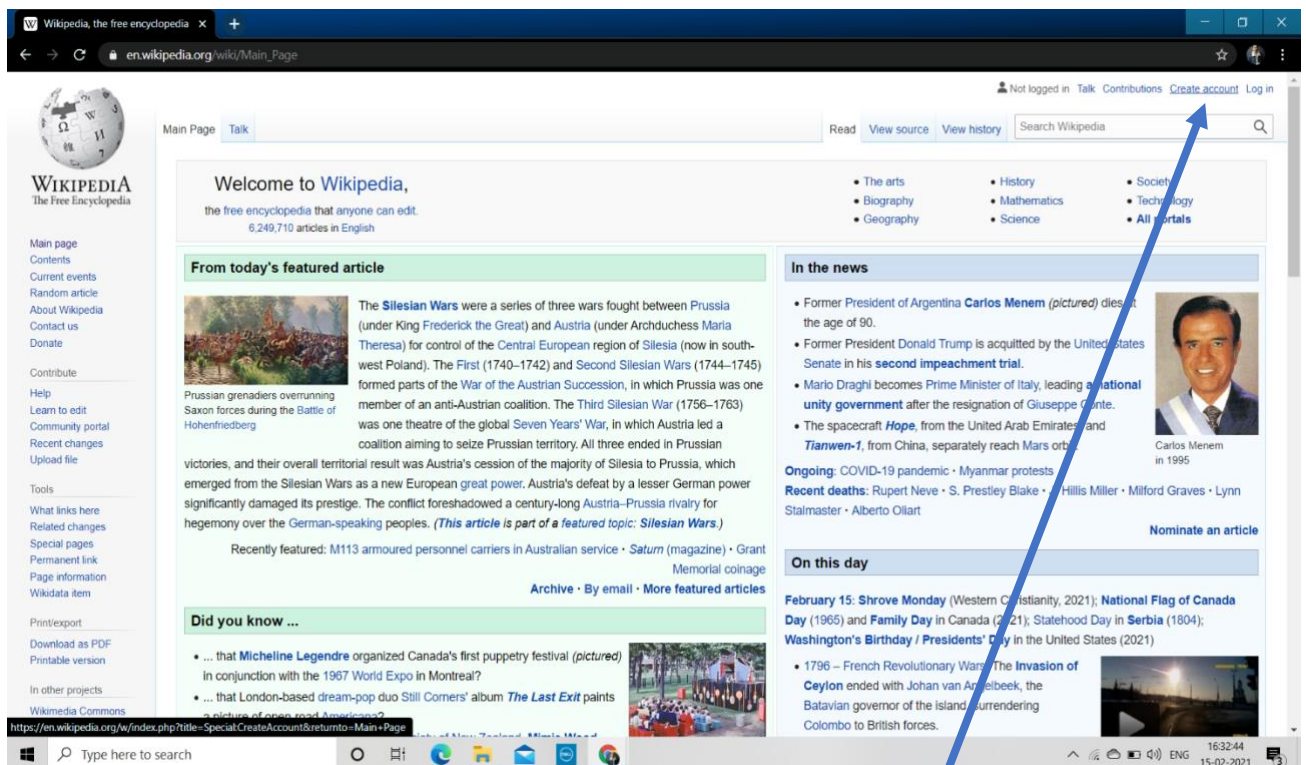 Wikipedia, the free encyclopedia
en.wikipedia.org/wiki/Main_Page
Not logged in Talk Contributions Create account Log in
Main Page Talk
Read View source View history Search Wikipedia
WIKIPEDIA
The Free Encyclopedia
Main page
Contents
Current events
Random article
About Wikipedia
Contact us
Donate
Contribute
Help
Learn to edit
Community portal
Recent changes
Upload file
Tools
What links here
Related changes
Special pages
Permanent link
Page information
Wikidata item
Print/export
Download as PDF
Printable version
In other projects
Wikimedia Commons
Welcome to Wikipedia,
the free encyclopedia that anyone can edit.
6,249,710 articles in English
• The arts
• Biography
• Geography
• History
• Mathematics
• Science
• Society
• Technology
• All portals
From today's featured article
The Silesian Wars were a series of three wars fought between Prussia
(under King Frederick the Great) and Austria (under Archduchess Maria
Theresa) for control of the Central European region of Silesia (now in south-
west Poland). The First (1740–1742) and Second Silesian Wars (1744–1745)
formed parts of the War of the Austrian Succession, in which Prussia was one
member of an anti-Austrian coalition. The Third Silesian War (1756–1763)
was one theatre of the global Seven Years' War, in which Austria led a
coalition aiming to seize Prussian territory. All three ended in Prussian
victories, and their overall territorial result was Austria's cession of the majority of Silesia to Prussia, which
emerged from the Silesian Wars as a new European great power. Austria's defeat by a lesser German power
significantly damaged its prestige. The conflict foreshadowed a century-long Austria–Prussia rivalry for
hegemony over the German-speaking peoples. (This article is part of a featured topic: Silesian Wars.)
Prussian grenadiers overrunning
Saxon forces during the Battle of
Hohenfriedberg
Recently featured: M113 armoured personnel carriers in Australian service • Saturn (magazine) • Grant
Memorial coinage
Archive • By email • More featured articles
Did you know ...
• ... that Micheline Legendre organized Canada's first puppetry festival (pictured)
in conjunction with the 1967 World Expo in Montreal?
• ... that London-based dream-pop duo Still Corners' album The Last Exit paints
a picture of open road Americana?
In the news
• Former President of Argentina Carlos Menem (pictured) dies at
the age of 90.
• Former President Donald Trump is acquitted by the United States
Senate in his second impeachment trial.
• Mario Draghi becomes Prime Minister of Italy, leading a national
unity government after the resignation of Giuseppe Conte.
• The spacecraft Hope, from the United Arab Emirates, and
Tianwen-1, from China, separately reach Mars orbit.
Carlos Menem
in 1995
Ongoing: COVID-19 pandemic • Myanmar protests
Recent deaths: Rupert Neve • S. Prestley Blake • Hillis Miller • Milford Graves • Lynn
Stalmaster • Alberto Oliart
Nominate an article
On this day
February 15: Shrove Monday (Western Christianity, 2021); National Flag of Canada
Day (1965) and Family Day in Canada (2021); Statehood Day in Serbia (1804);
Washington's Birthday / Presidents' Day in the United States (2021)
• 1796 – French Revolutionary Wars: The Invasion of
Ceylon ended with Johan van Angelbeek, the
Batavian governor of the island, surrendering
Colombo to British forces.
https://en.wikipedia.org/w/index.php?title=Special:CreateAccount&returnto=Main+Page
Type here to search
ENG
16:32:44
15-02-2021